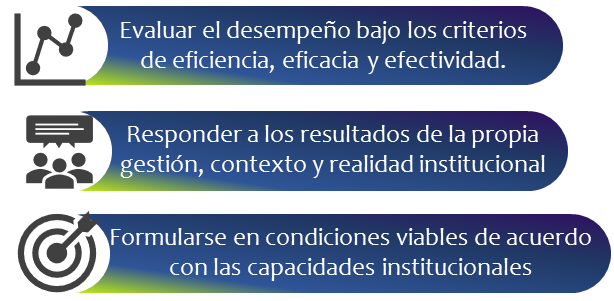 Evaluar el desempeño bajo los criterios
de eficiencia, eficacia y efectividad.
Responder a los resultados de la propia
gestión, contexto y realidad institucional
Formularse en condiciones viables de acuerdo
con las capacidades institucionales